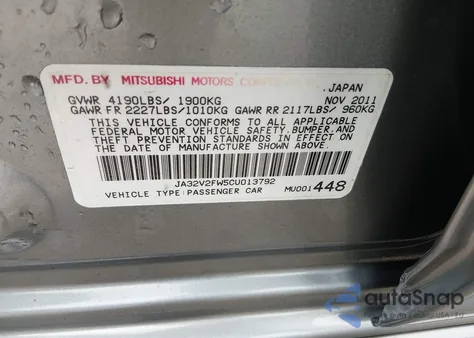 MFD. BY MITSUBISHI MOTORS CORPORATION
JAPAN
GVWR 4190LBS/ 1900KG NOV 2011
GAWR FR 2227LBS/1010KG GAWR RR 2117LBS/ 960KG
THIS VEHICLE CONFORMS TO ALL APPLICABLE
FEDERAL MOTOR VEHICLE SAFETY, BUMPER, AND
THEFT PREVENTION STANDARDS IN EFFECT ON
THE DATE OF MANUFACTURE SHOWN ABOVE.
JA32V2FW5CU013792
VEHICLE TYPE:PASSENGER CAR MU001448
autoSnap